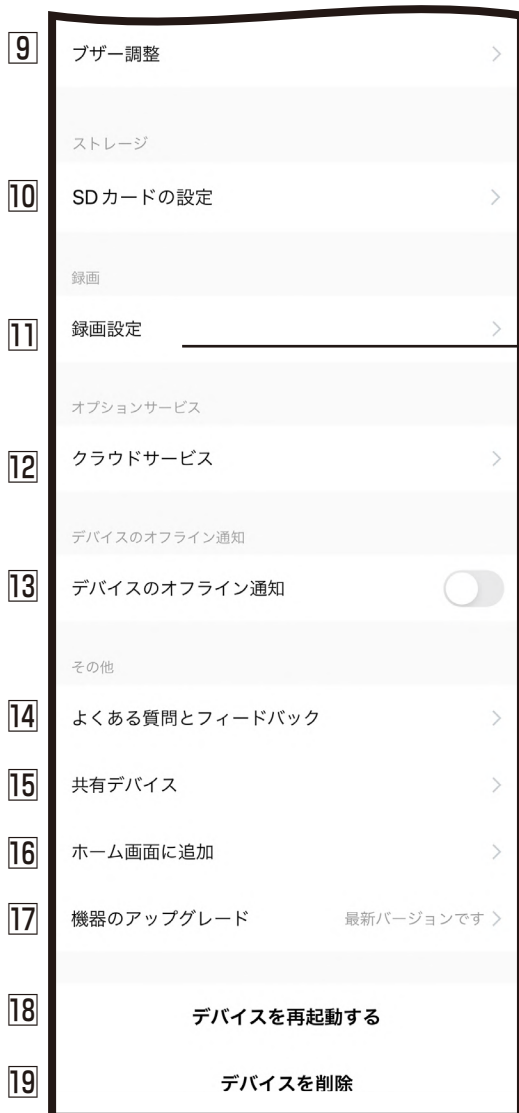 9 ブザー調整
ストレージ
10 SDカードの設定
録画
11 録画設定
オプションサービス
12 クラウドサービス
デバイスのオフライン通知
13 デバイスのオフライン通知
その他
14 よくある質問とフィードバック
15 共有デバイス
16 ホーム画面に追加
17 機器のアップグレード 最新バージョンです
18 デバイスを再起動する
19 デバイスを削除